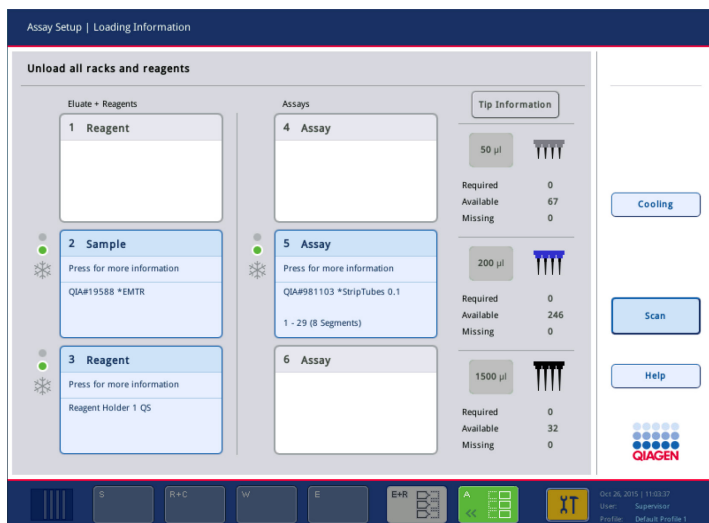 Assay Setup | Loading Information
Unload all racks and reagents
Eluate + Reagents
1 Reagent
2 Sample
Press for more information
QIA#19588 *EMTR
3 Reagent
Press for more information
Reagent Holder 1 QS
Assays
4 Assay
5 Assay
Press for more information
QIA#981103 *StripTubes 0.1
1 - 29 (8 Segments)
6 Assay
Tip Information
50 µl
Required 0
Available 67
Missing 0
200 µl
Required 0
Available 246
Missing 0
1500 µl
Required 0
Available 32
Missing 0
Cooling
Scan
Help
QIAGEN
S
R+C
W
E
E+R
A
Oct 26, 2015 | 11:03:37
User: Supervisor
Profile: Default Profile 1